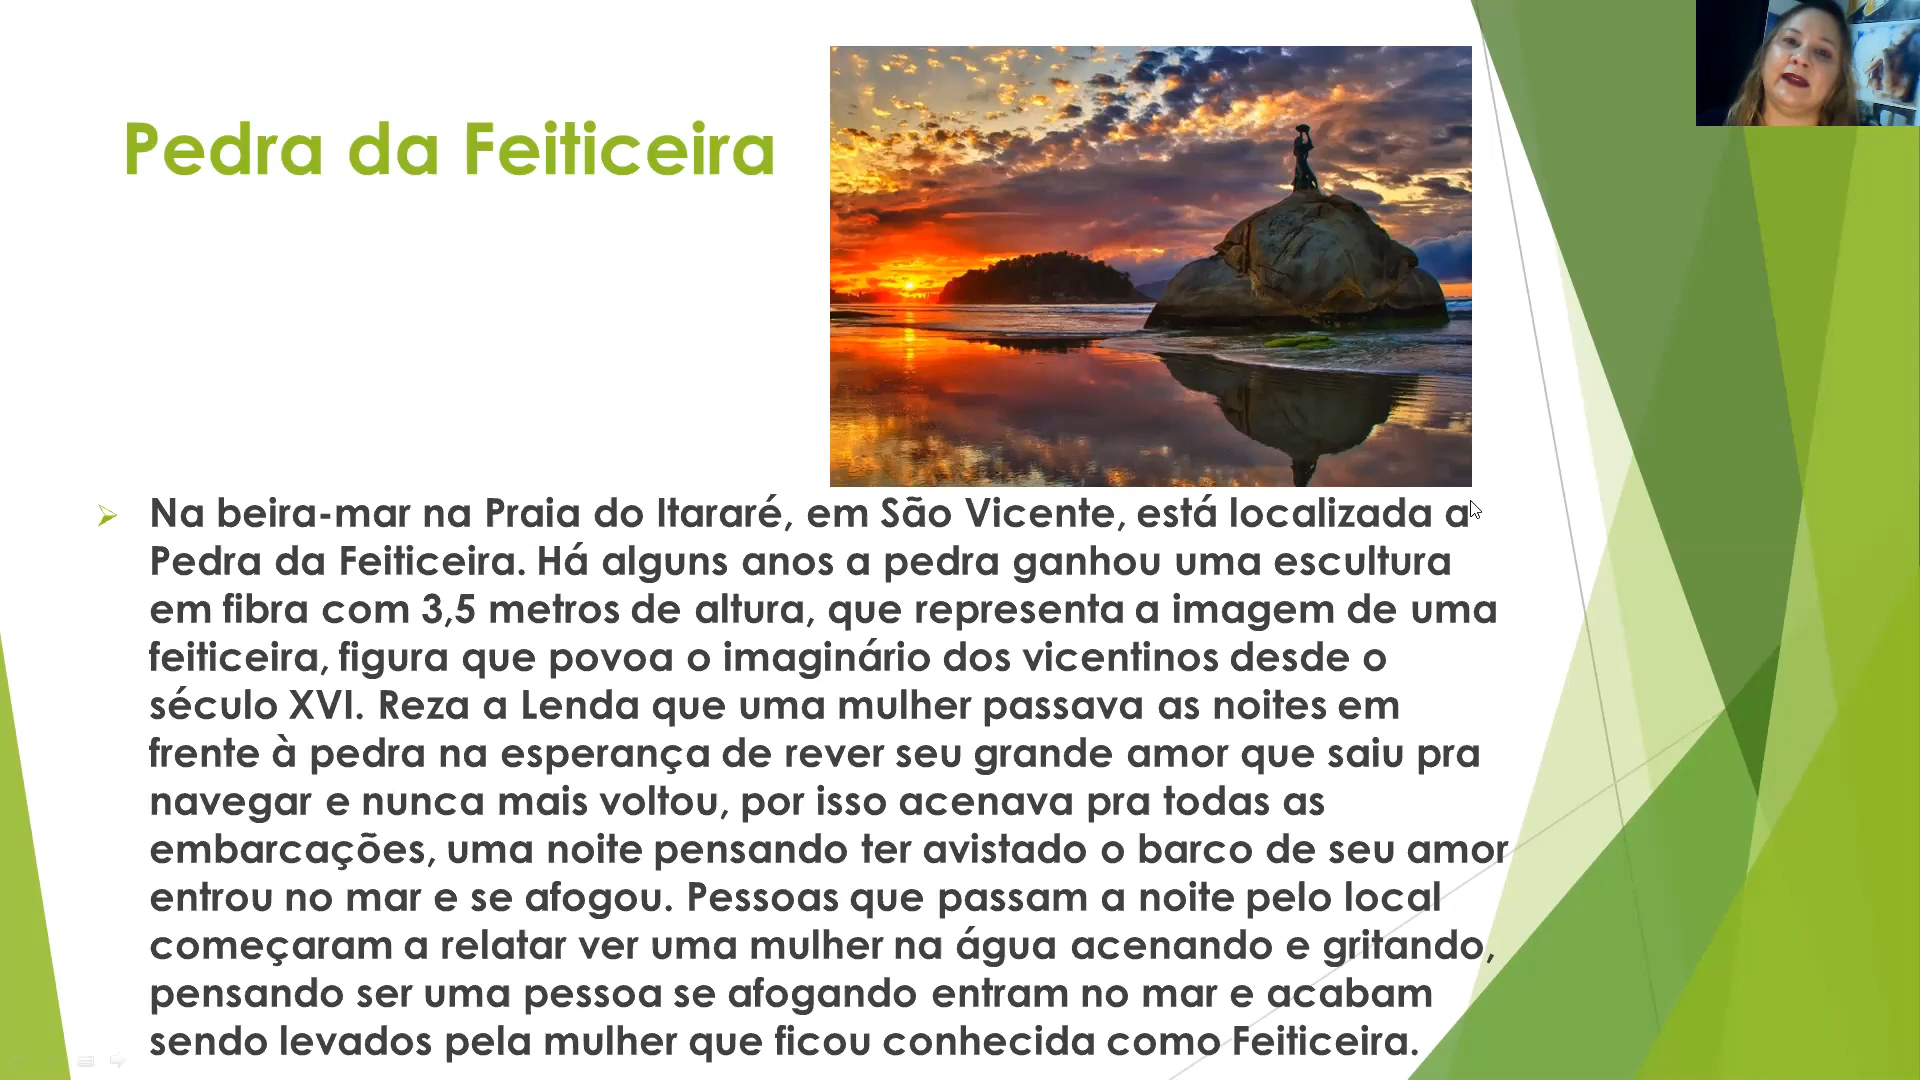 Pedra da Feiticeira
Na beira-mar na Praia do Itararé, em São Vicente, está localizada a
Pedra da Feiticeira. Há alguns anos a pedra ganhou uma escultura
em fibra com 3,5 metros de altura, que representa a imagem de uma
feiticeira, figura que povoa o imaginário dos vicentinos desde o
século XVI. Reza a Lenda que uma mulher passava as noites em
frente à pedra na esperança de rever seu grande amor que saiu pra
navegar e nunca mais voltou, por isso acenava pra todas as
embarcações, uma noite pensando ter avistado o barco de seu amor
entrou no mar e se afogou. Pessoas que passam a noite pelo local
começaram a relatar ver uma mulher na água acenando e gritando,
pensando ser uma pessoa se afogando entram no mar e acabam
sendo levados pela mulher que ficou conhecida como Feiticeira.